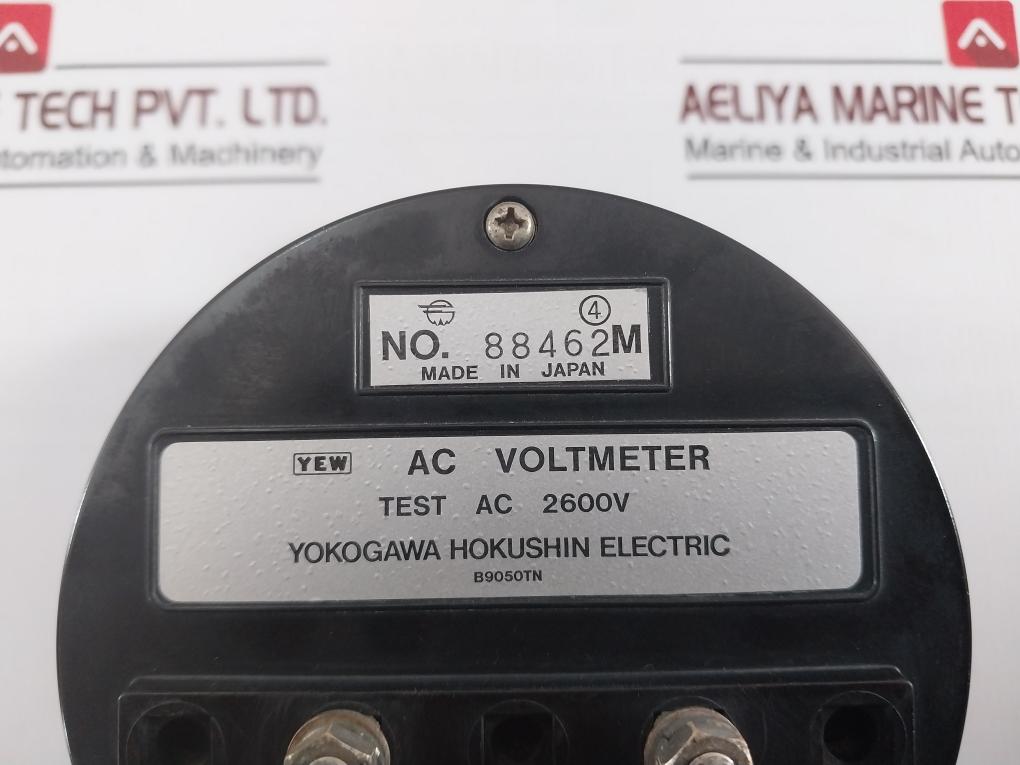 TECH PVT. LTD.
tomation & Machinery
AELIYA MARINE T
Marine & Industrial Auto
④
NO. 88462M
MADE IN JAPAN
YEW AC VOLTMETER
TEST AC 2600V
YOKOGAWA HOKUSHIN ELECTRIC
B9050TN